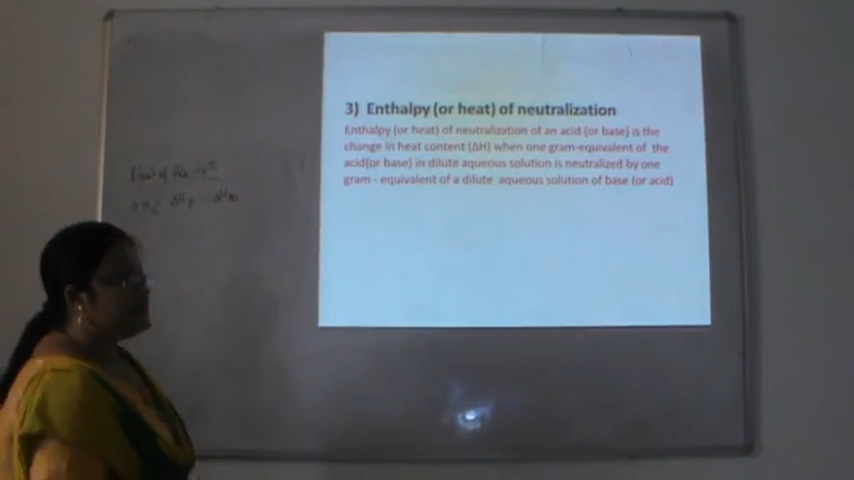 3) Enthalpy (or heat) of neutralization
Enthalpy (or heat) of neutralization of an acid (or base) is the
change in heat content (ΔH) when one gram-equivalent of the
acid(or base) in dilute aqueous solution is neutralized by one
gram - equivalent of a dilute aqueous solution of base (or acid)
Heat of